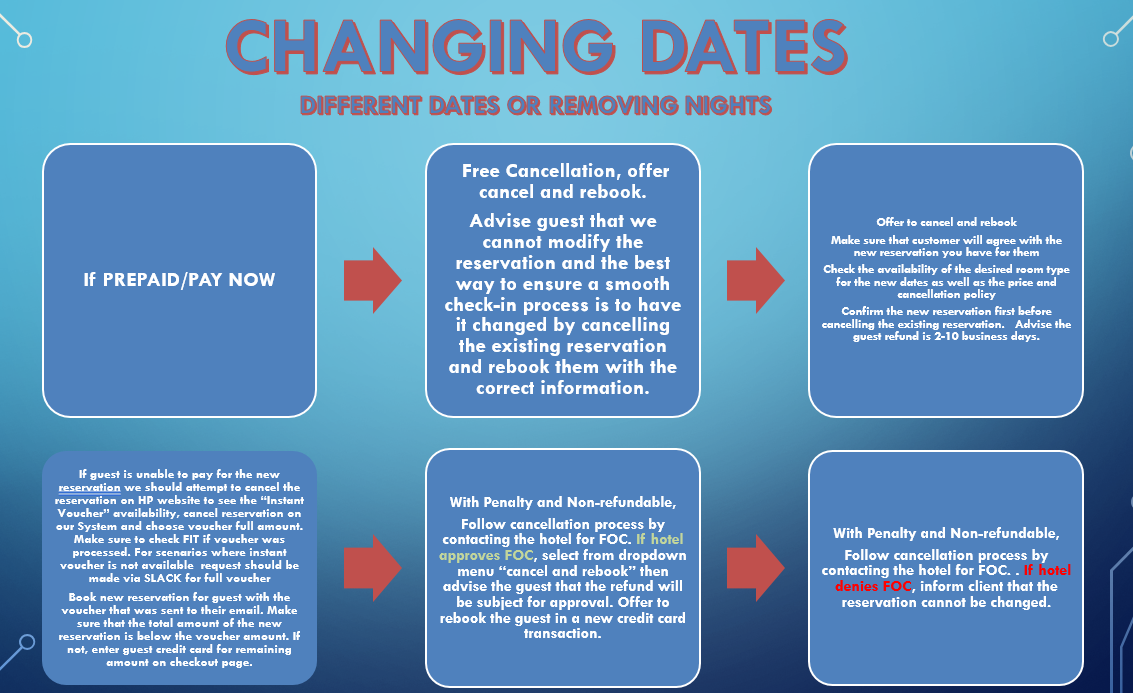 CHANGING DATES
DIFFERENT DATES OR REMOVING NIGHTS
If PREPAID/PAY NOW
Free Cancellation, offer
cancel and rebook.
Advise guest that we
cannot modify the
reservation and the best
way to ensure a smooth
check-in process is to have
it changed by cancelling
the existing reservation
and rebook them with the
correct information.
Offer to cancel and rebook
Make sure that customer will agree with the
new reservation you have for them
Check the availability of the desired room type
for the new dates as well as the price and
cancellation policy
Confirm the new reservation first before
cancelling the existing reservation. Advise the
guest refund is 2-10 business days.
If guest is unable to pay for the new
reservation we should attempt to cancel the
reservation on HP website to see the “Instant
Voucher” availability, cancel reservation on
our System and choose voucher full amount.
Make sure to check FIT if voucher was
processed. For scenarios where instant
voucher is not available request should be
made via SLACK for full voucher
Book new reservation for guest with the
voucher that was sent to their email. Make
sure that the total amount of the new
reservation is below the voucher amount. If
not, enter guest credit card for remaining
amount on checkout page.
With Penalty and Non-refundable,
Follow cancellation process by
contacting the hotel for FOC. If hotel
approves FOC, select from dropdown
menu “cancel and rebook” then
advise the guest that the refund will
be subject for approval. Offer to
rebook the guest in a new credit card
transaction.
With Penalty and Non-refundable,
Follow cancellation process by
contacting the hotel for FOC. . If hotel
denies FOC, inform client that the
reservation cannot be changed.